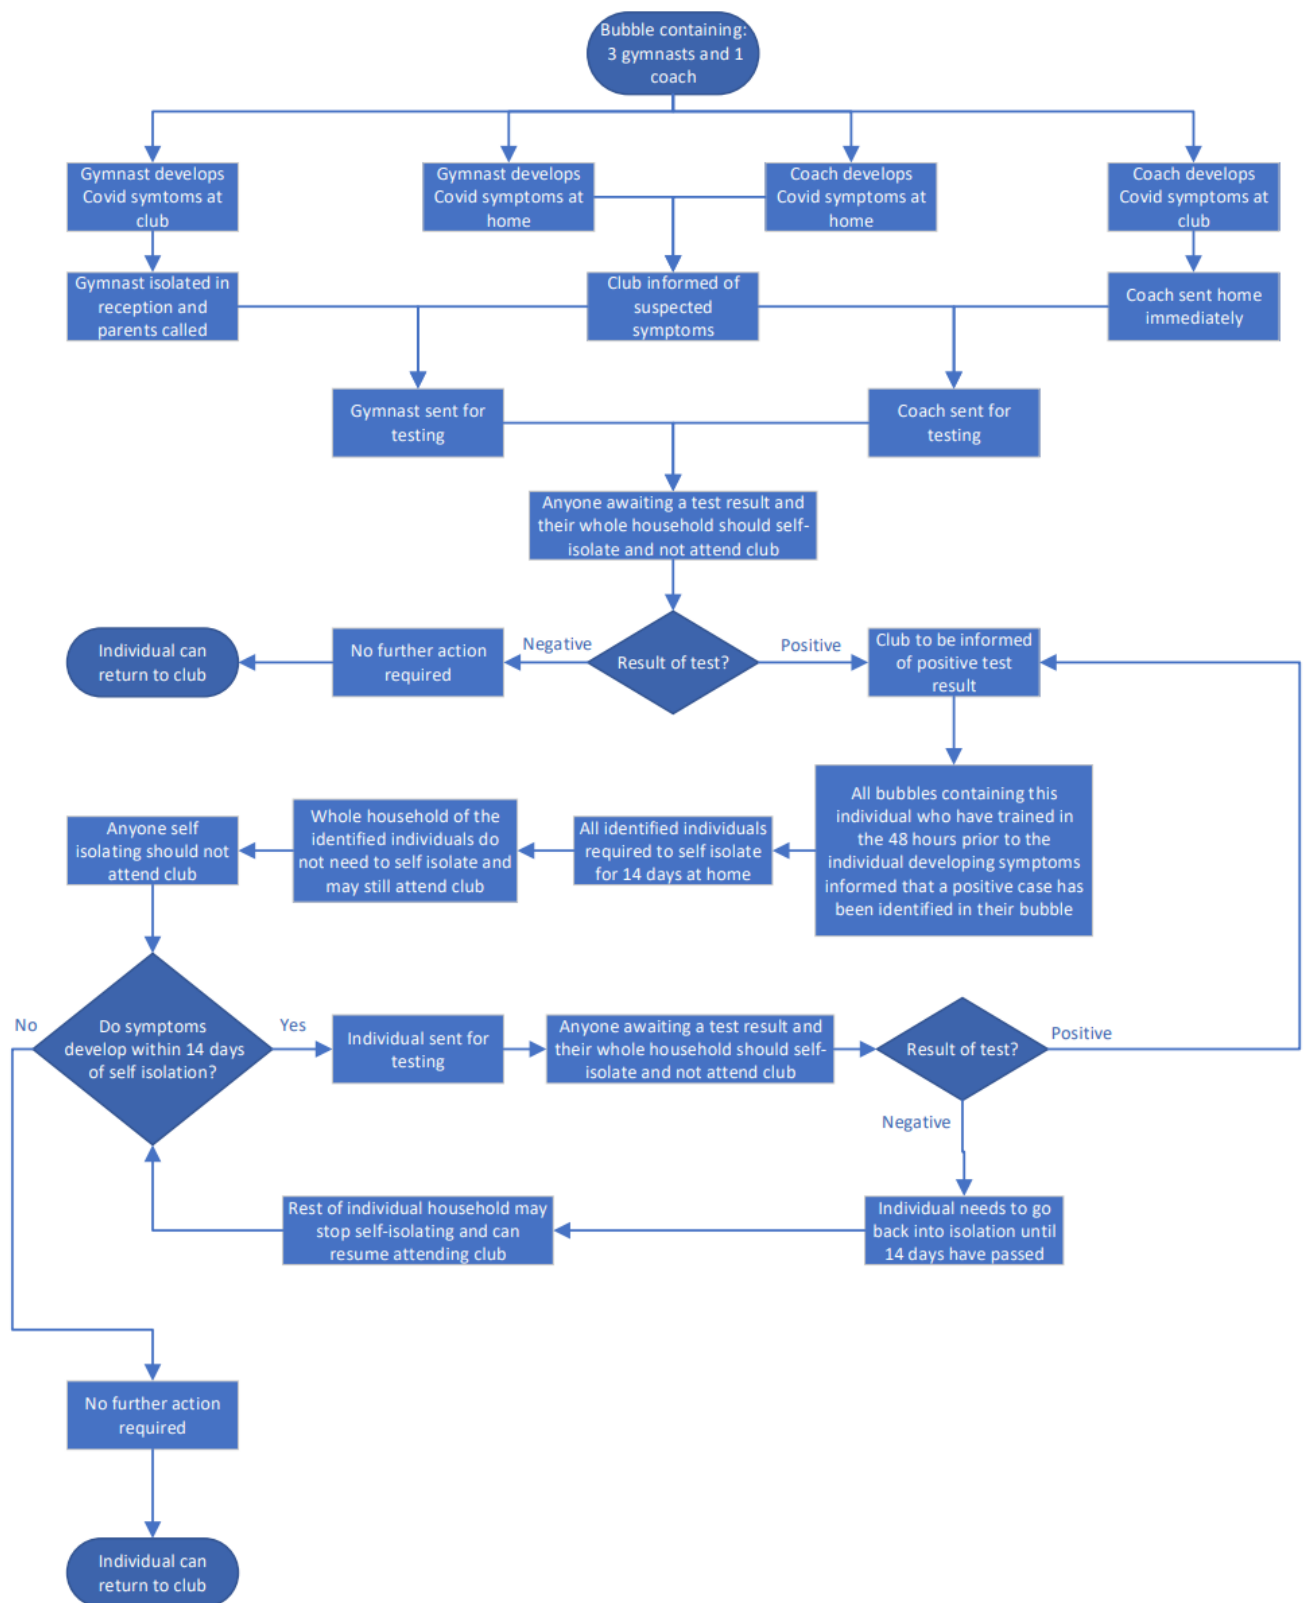 Bubble containing:
3 gymnasts and 1
coach
Gymnast develops
Covid symtoms at
club
Gymnast develops
Covid symptoms at
home
Coach develops
Covid symptoms at
home
Coach develops
Covid symptoms at
club
Gymnast isolated in
reception and
parents called
Club informed of
suspected
symptoms
Coach sent home
immediately
Gymnast sent for
testing
Coach sent for
testing
Anyone awaiting a test result and
their whole household should self-
isolate and not attend club
Result of test?
Negative
Positive
No further action
required
Individual can
return to club
Club to be informed
of positive test
result
All bubbles containing this
individual who have trained in
the 48 hours prior to the
individual developing symptoms
informed that a positive case has
been identified in their bubble
All identified individuals
required to self isolate
for 14 days at home
Whole household of the
identified individuals do
not need to self isolate and
may still attend club
Anyone self
isolating should not
attend club
Do symptoms
develop within 14 days
of self isolation?
No
Yes
Individual sent for
testing
Anyone awaiting a test result and
their whole household should self-
isolate and not attend club
Result of test?
Positive
Negative
Individual needs to go
back into isolation until
14 days have passed
Rest of individual household may
stop self-isolating and can
resume attending club
No further action
required
Individual can
return to club